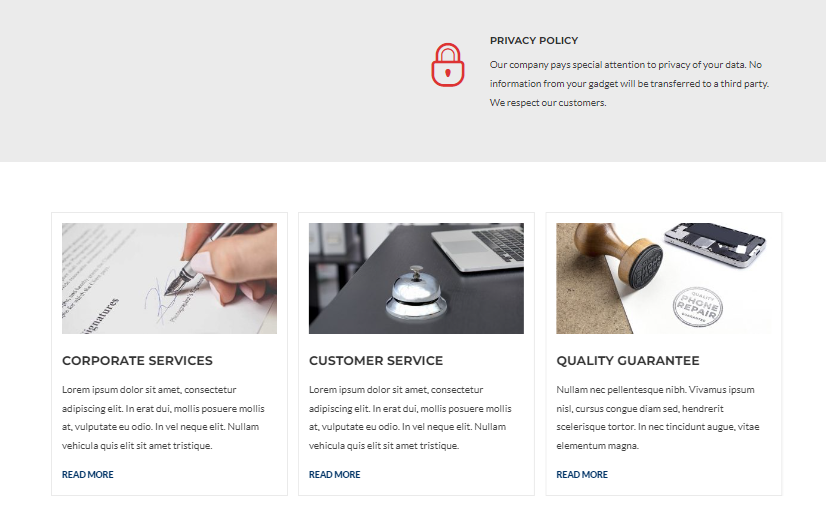 PRIVACY POLICY
Our company pays special attention to privacy of your data. No
information from your gadget will be transferred to a third party.
We respect our customers.
ignatures
QUALITY
PHONE
REPAIR
CORPORATE SERVICES
Lorem ipsum dolor sit amet, consectetur
adipiscing elit. In erat dui, mollis posuere mollis
at, vulputate eu odio. In vel neque elit. Nullam
vehicula quis elit sit amet tristique.
READ MORE
CUSTOMER SERVICE
Lorem ipsum dolor sit amet, consectetur
adipiscing elit. In erat dui, mollis posuere mollis
at, vulputate eu odio. In vel neque elit. Nullam
vehicula quis elit sit amet tristique.
READ MORE
QUALITY GUARANTEE
Nullam nec pellentesque nibh. Vivamus ipsum
nisl, cursus congue diam sed, hendrerit
scelerisque tortor. In nec tincidunt augue, vitae
elementum magna.
READ MORE